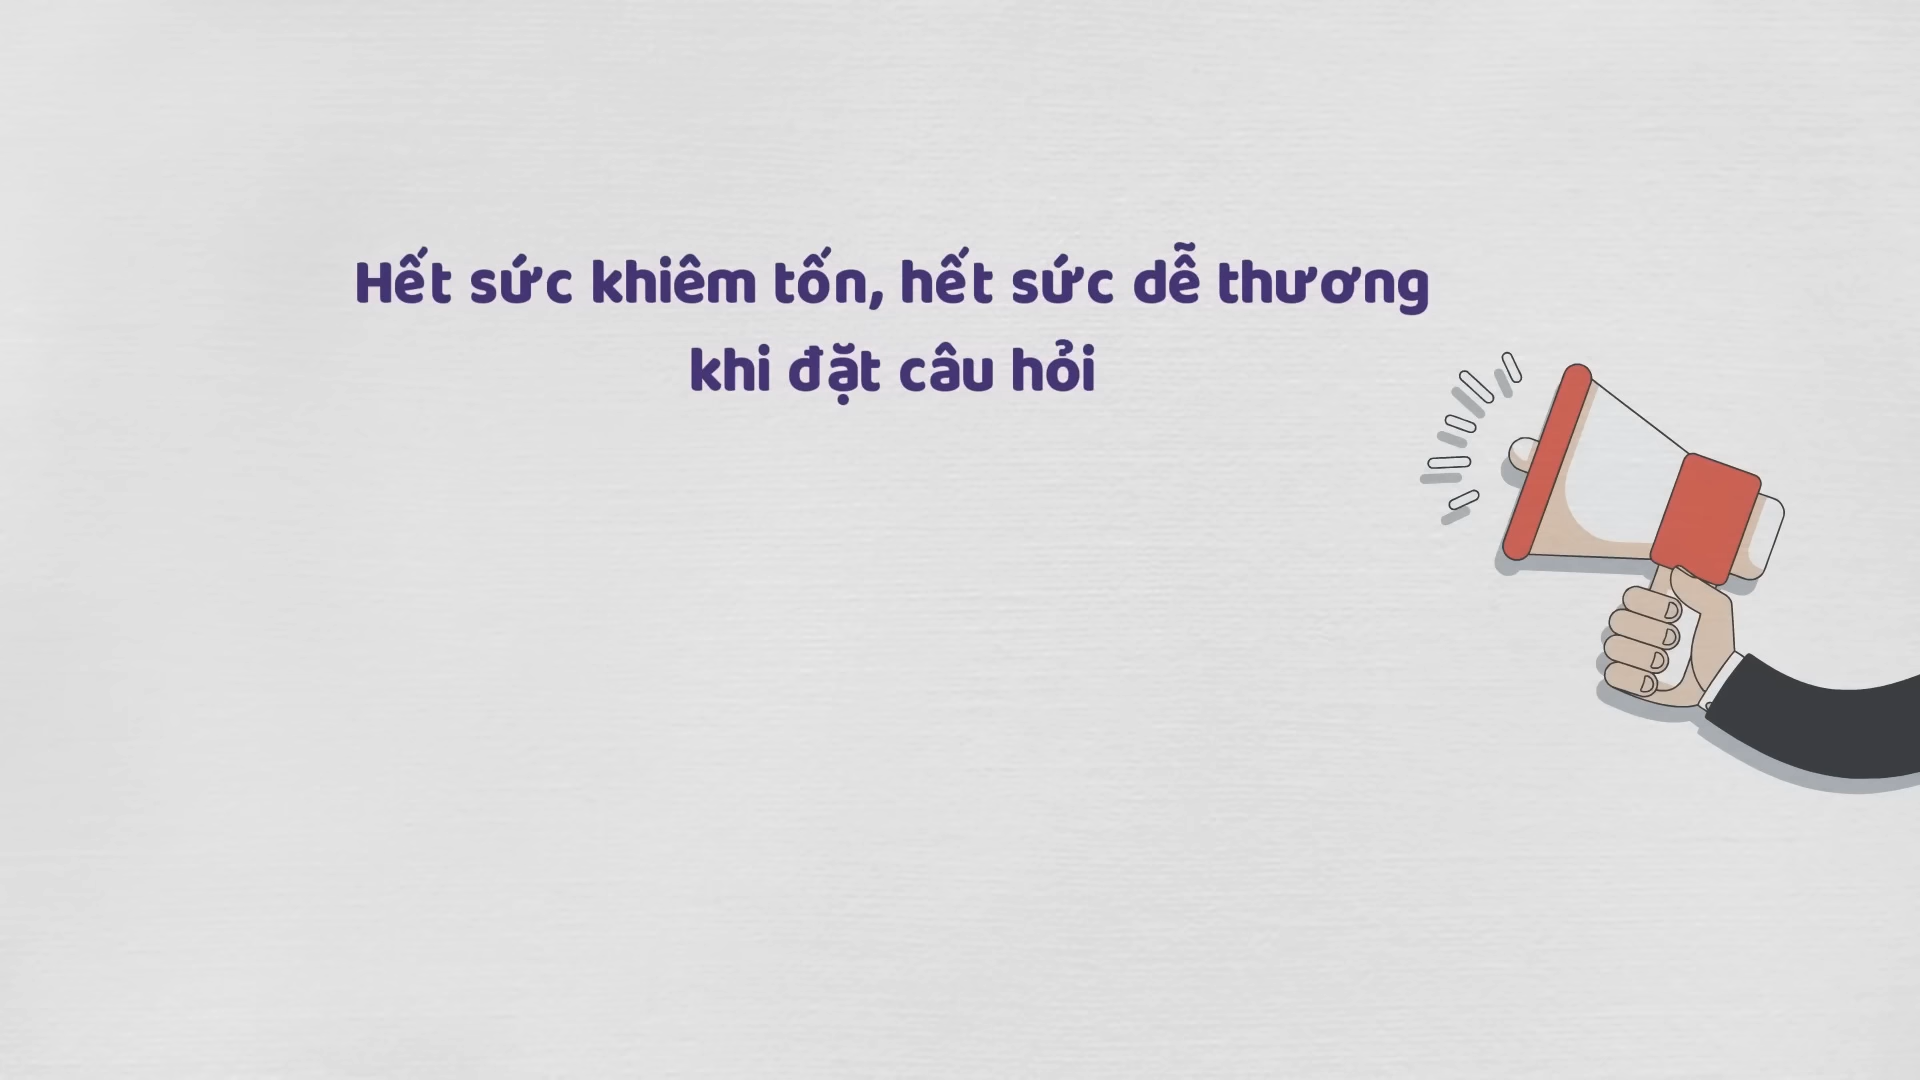 Hết sức khiêm tốn, hết sức dễ thương
khi đặt câu hỏi